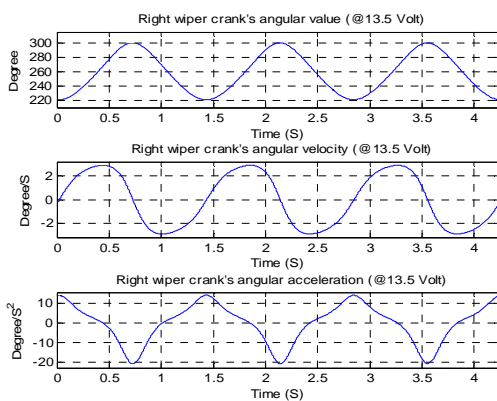 Right wiper crank's angular value (@13.5 Volt)
Degree
300
280
260
240
220
0 0.5 1 1.5 2 2.5 3 3.5 4
Time (S)
Right wiper crank's angular velocity (@13.5 Volt)
Degree/S
2
0
-2
0 0.5 1 1.5 2 2.5 3 3.5 4
Time (S)
Right wiper crank's angular acceleration (@13.5 Volt)
Degree/S²
10
0
-10
-20
0 0.5 1 1.5 2 2.5 3 3.5 4
Time (S)